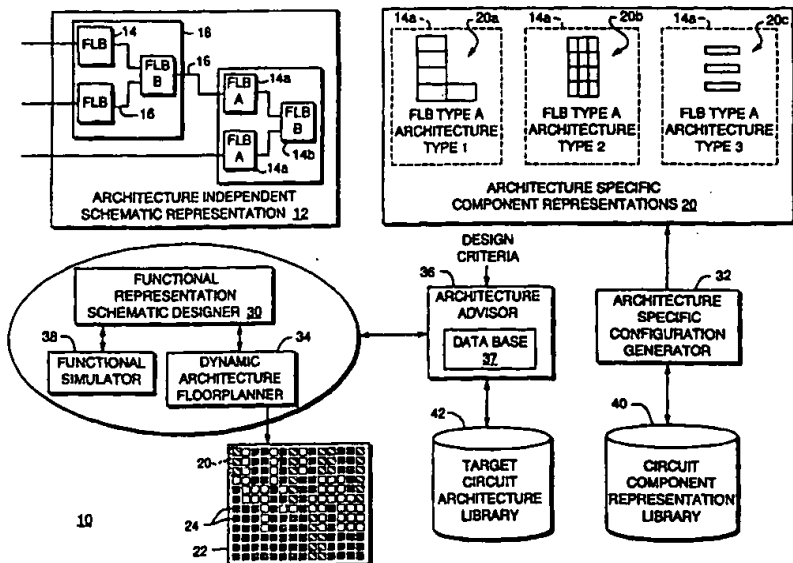 14
FLB
FLB
16
FLB
B
18
16
14a
FLB
A
FLB
A
14a
FLB
B
14b
ARCHITECTURE INDEPENDENT
SCHEMATIC REPRESENTATION 12
14a
20a
FLB TYPE A
ARCHITECTURE
TYPE 1
14a
20b
FLB TYPE A
ARCHITECTURE
TYPE 2
14a
20c
FLB TYPE A
ARCHITECTURE
TYPE 3
ARCHITECTURE SPECIFIC
COMPONENT REPRESENTATIONS 20
FUNCTIONAL
REPRESENTATION
SCHEMATIC DESIGNER 30
38
FUNCTIONAL
SIMULATOR
34
DYNAMIC
ARCHITECTURE
FLOORPLANNER
DESIGN
CRITERIA
36
ARCHITECTURE
ADVISOR
DATA BASE
37
32
ARCHITECTURE
SPECIFIC
CONFIGURATION
GENERATOR
42
TARGET
CIRCUIT
ARCHITECTURE
LIBRARY
40
CIRCUIT
COMPONENT
REPRESENTATION
LIBRARY
20
24
22
10